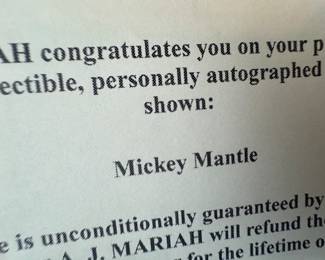 AH congratulates you on your p
ectible, personally autographed
shown:
Mickey Mantle
e is unconditionally guaranteed by
A. J. MARIAH will refund the
for the lifetime o